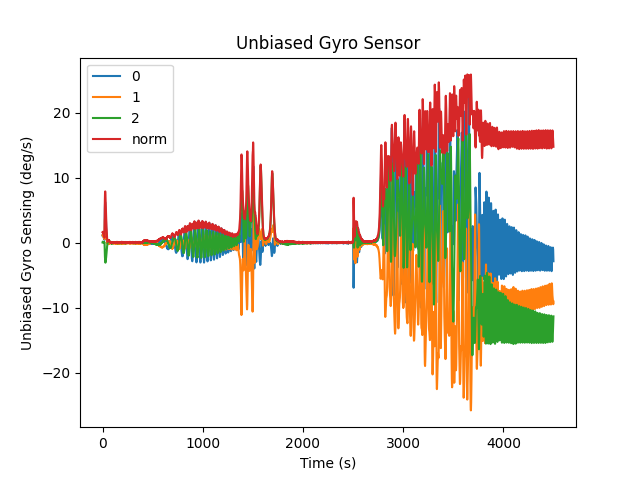 Unbiased Gyro Sensor
0
1
2
norm
Unbiased Gyro Sensing (deg/s)
20
10
0
−10
−20
0 1000 2000 3000 4000
Time (s)